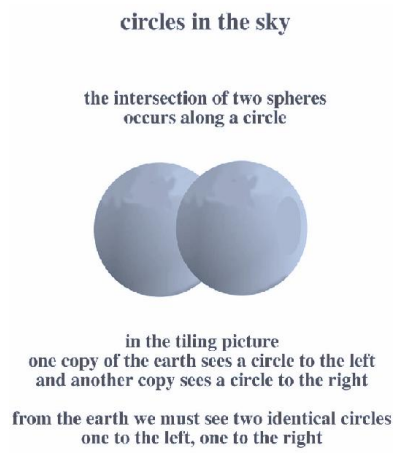 circles in the sky
the intersection of two spheres
occurs along a circle
in the tiling picture
one copy of the earth sees a circle to the left
and another copy sees a circle to the right
from the earth we must see two identical circles
one to the left, one to the right